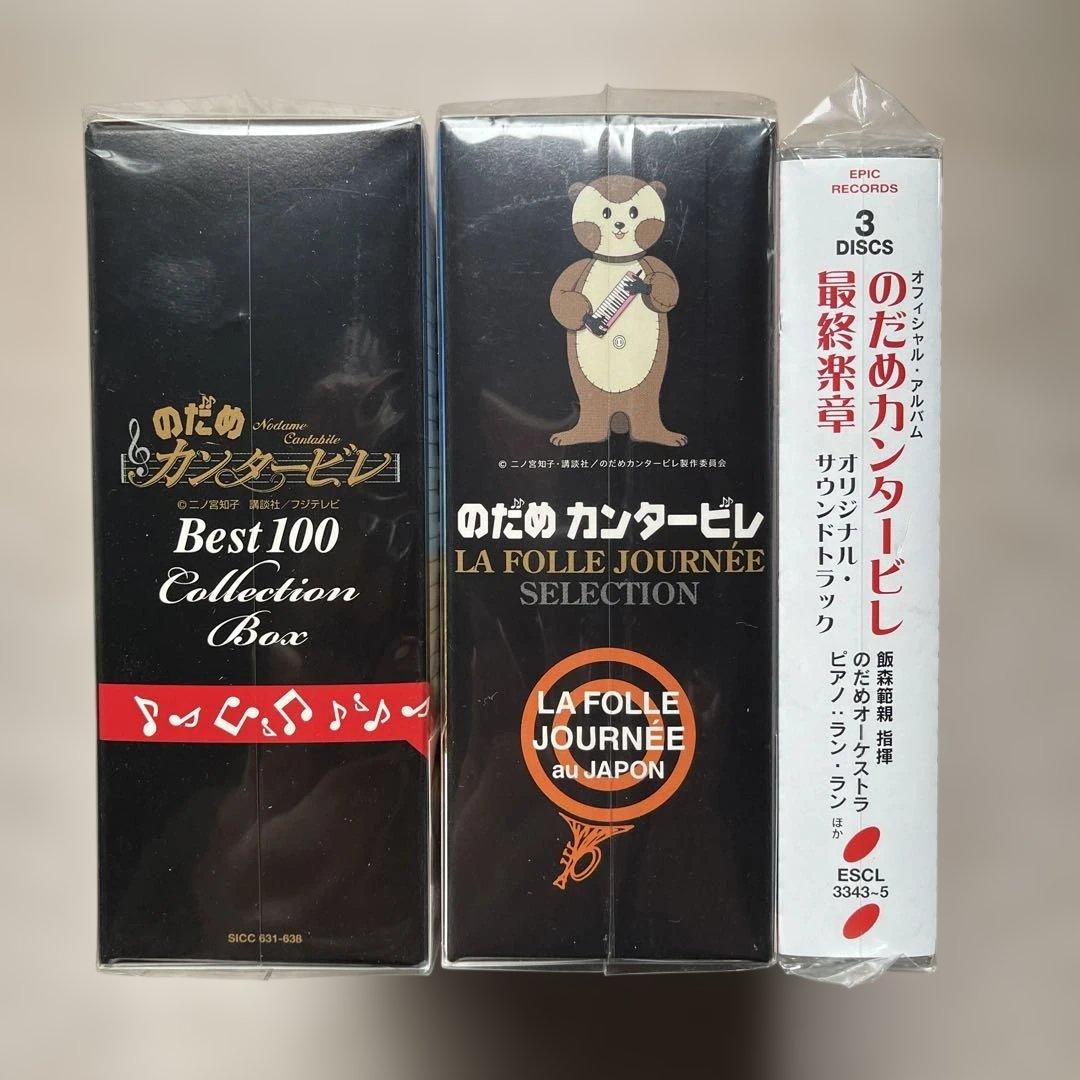 のだめ
Nodame
Cantabile
カンタービレ
© 二ノ宮知子 講談社/フジテレビ
Best 100
Collection
Box
SICC 631-638
© 二ノ宮知子・講談社/のだめカンタービレ製作委員会
のだめ カンタービレ
LA FOLLE JOURNÉE
SELECTION
LA FOLLE
JOURNÉE
au JAPON
EPIC
RECORDS
3
DISCS
オフィシャル・アルバム
のだめカンタービレ
最終楽章
オリジナル・
サウンドトラック
飯森範親 指揮
のだめオーケストラ
ピアノ:ラン・ラン ほか
ESCL
3343~5